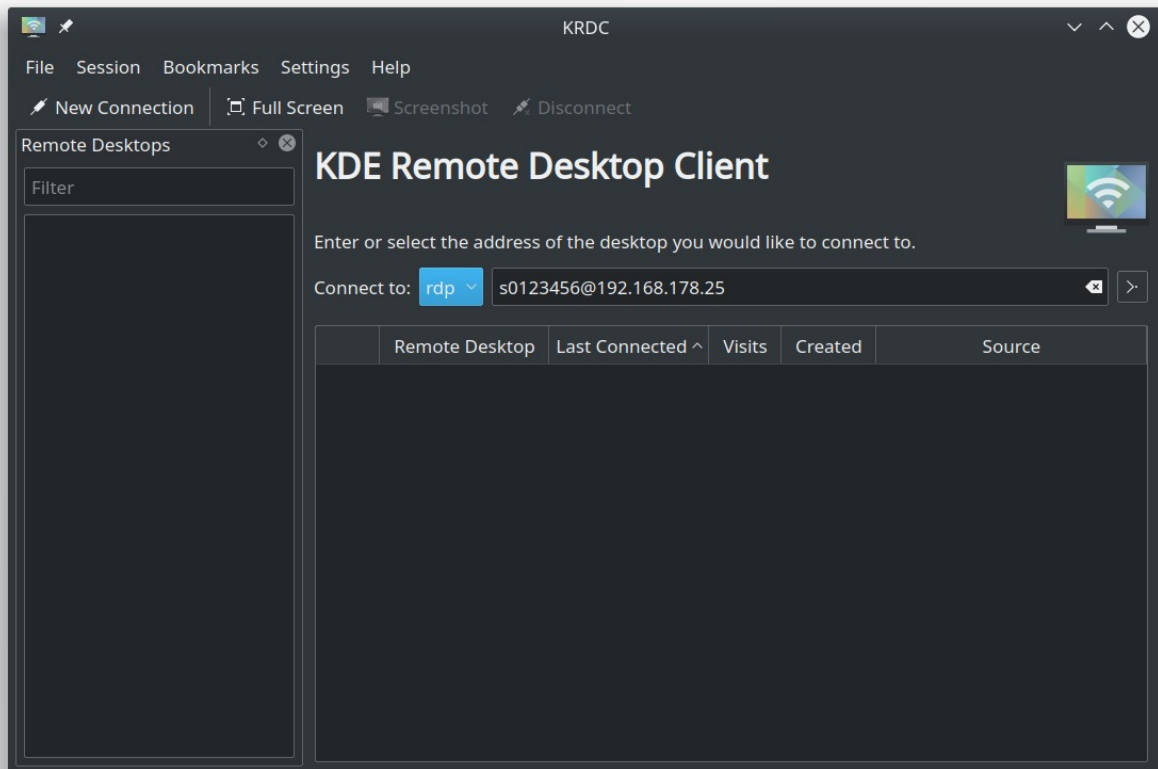 KRDC
File Session Bookmarks Settings Help
New Connection Full Screen Screenshot Disconnect
Remote Desktops
Filter
KDE Remote Desktop Client
Enter or select the address of the desktop you would like to connect to.
Connect to: rdp s0123456@192.168.178.25
Remote Desktop Last Connected Visits Created Source